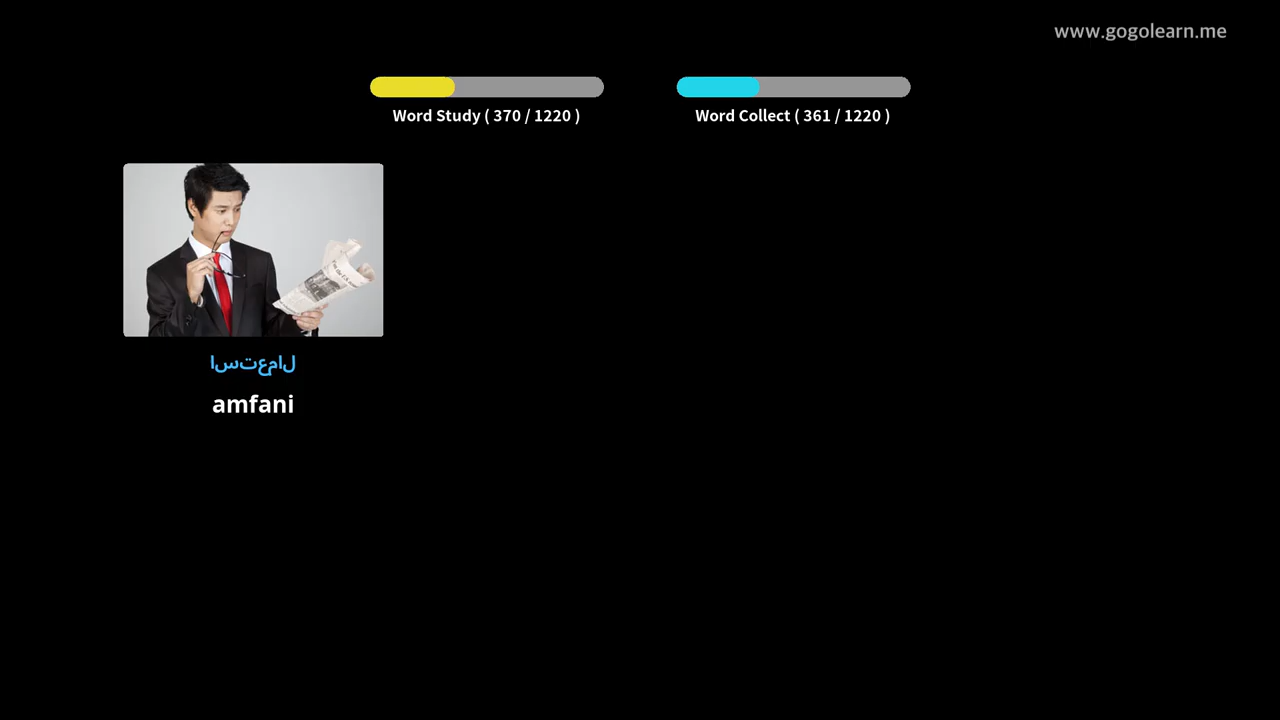 www.gogolearn.me
Word Study ( 370 / 1220 )
Word Collect ( 361 / 1220 )
استعمال
amfani